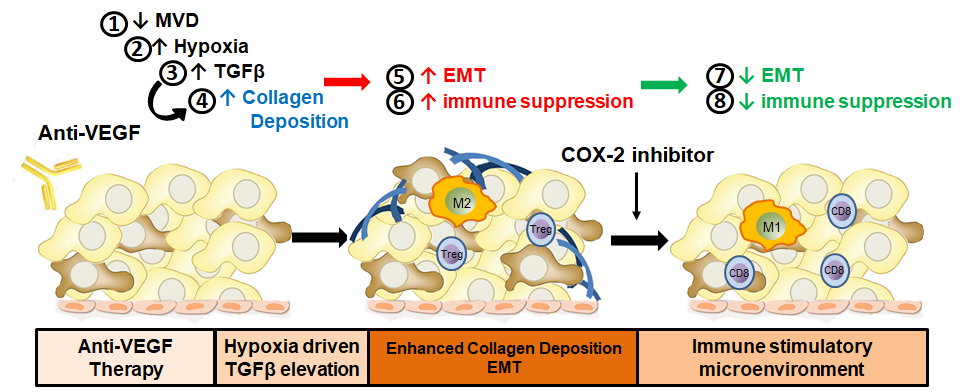 1 ↓ MVD
2 ↑ Hypoxia
3 ↑ TGFβ
4 ↑ Collagen
Deposition
5 ↑ EMT
6 ↑ immune suppression
7 ↓ EMT
8 ↓ immune suppression
Anti-VEGF
COX-2 inhibitor
M2
Treg
Treg
M1
CD8
CD8
CD8
Anti-VEGF
Therapy
Hypoxia driven
TGFβ elevation
Enhanced Collagen Deposition
EMT
Immune stimulatory
microenvironment